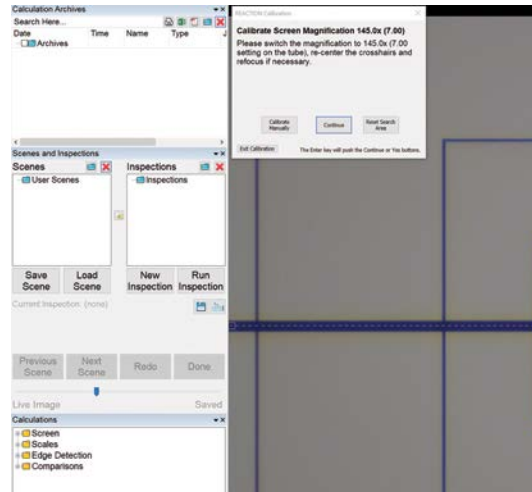 Calculation Archives
Search Here...
Date Time Name Type
Archives
Scenes and Inspections
Scenes Inspections
User Scenes Inspections
Save Scene Load Scene New Inspection Run Inspection
Current Inspection: (none)
Previous Scene Next Scene Redo Done
Live Image Saved
Calculations
Screen
Scales
Edge Detection
Comparisons
REACTION Calibration
Calibrate Screen Magnification 145.0x (7.00)
Please switch the magnification to 145.0x (7.00
setting on the tube), re-center the crosshairs and
refocus if necessary.
Calibrate Manually Continue Reset Search Area
Exit Calibration The Enter key will push the Continue or Yes buttons.